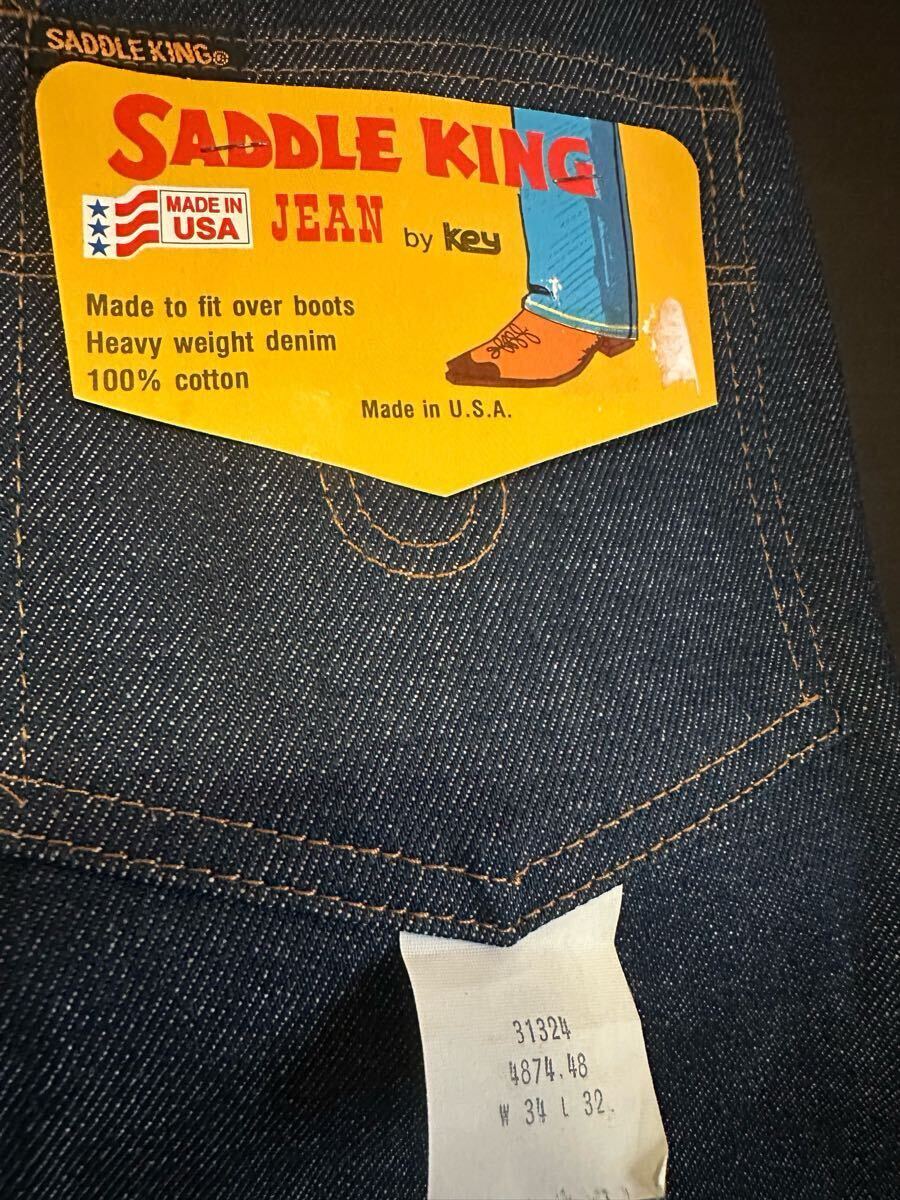 SADDLE KING®
SADDLE KING
MADE IN
USA
JEAN by Key
Made to fit over boots
Heavy weight denim
100% cotton
Made in U.S.A.
31324
4874.48
W 34 L 32.